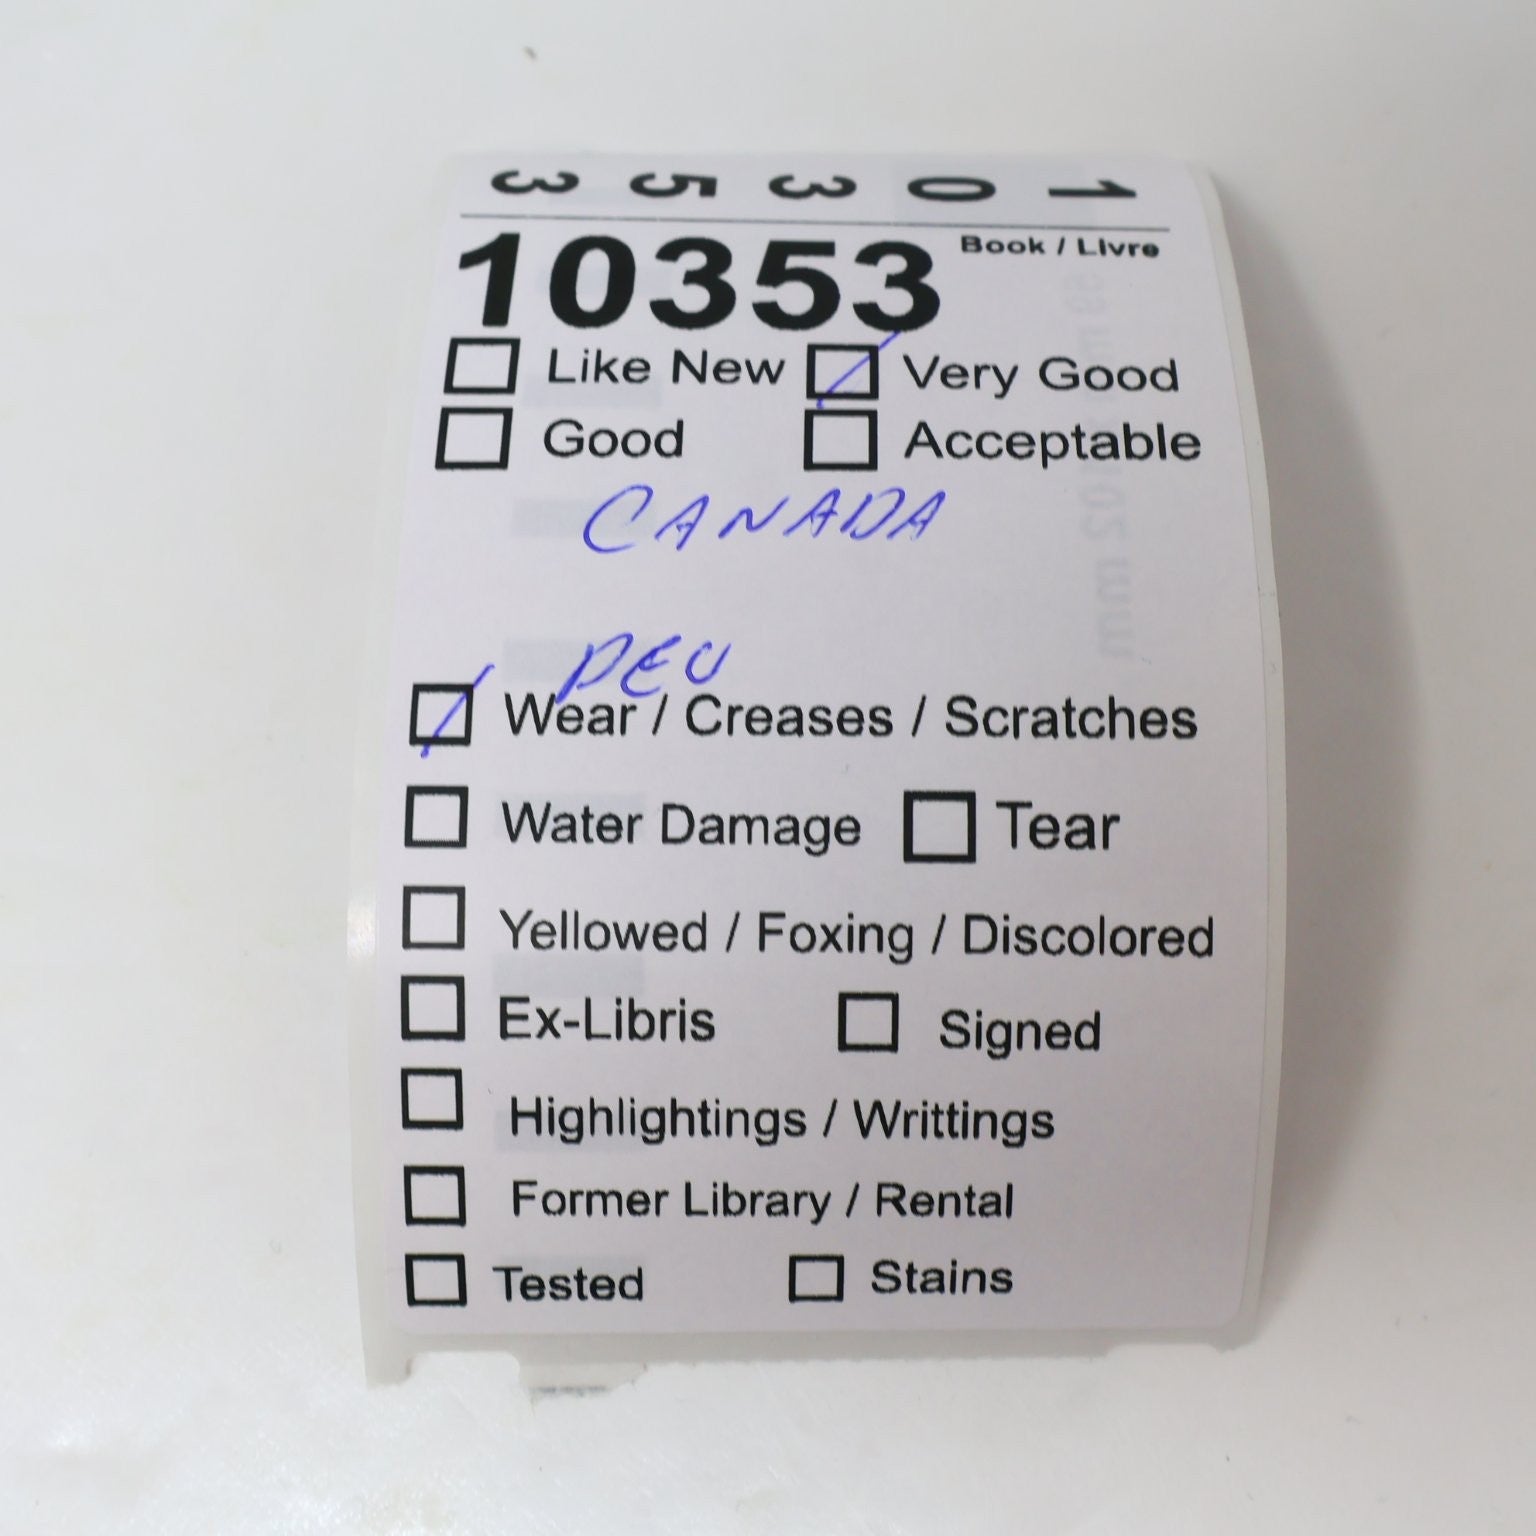 10353
10353 Book / Livre
Like New Very Good
Good Acceptable
CANADA
PEU
Wear / Creases / Scratches
Water Damage Tear
Yellowed / Foxing / Discolored
Ex-Libris Signed
Highlightings / Writtings
Former Library / Rental
Tested Stains